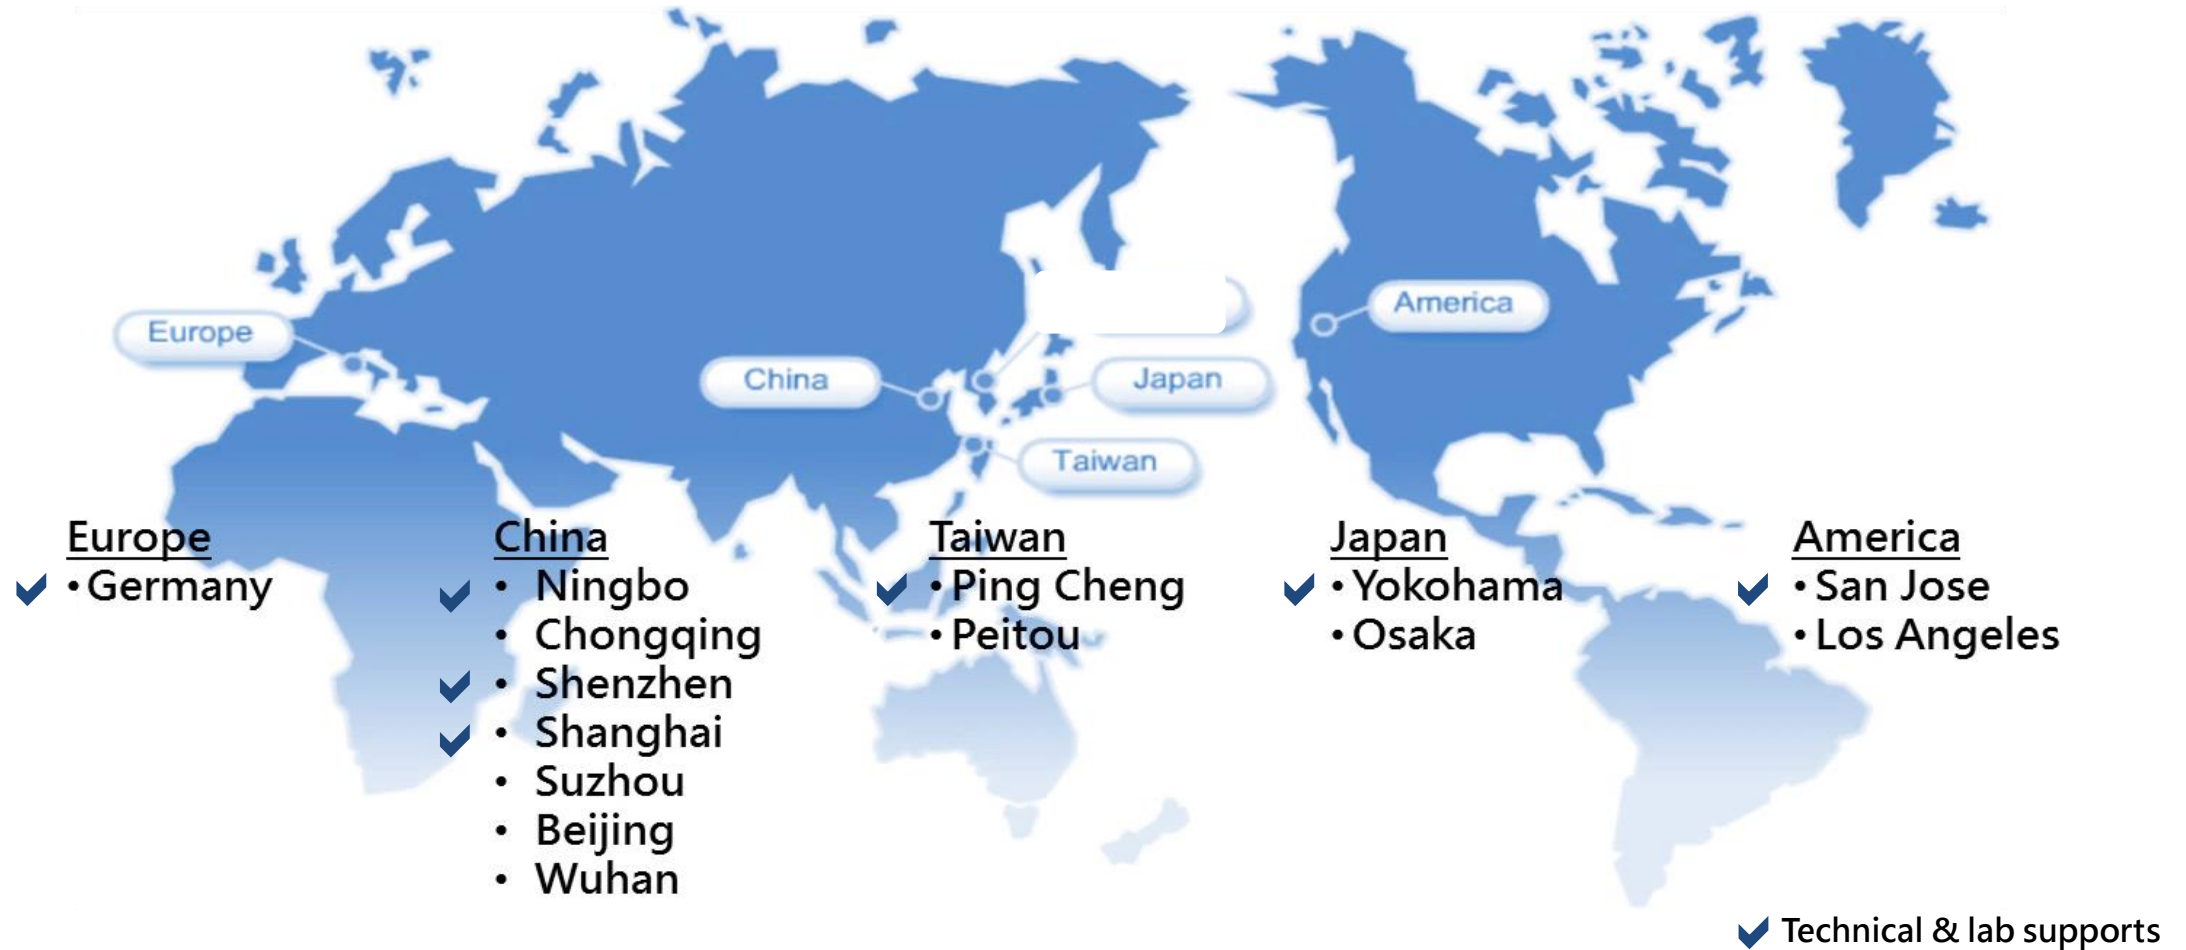 Europe
China
Japan
Taiwan
America
Europe
• Germany
China
• Ningbo
• Chongqing
• Shenzhen
• Shanghai
• Suzhou
• Beijing
• Wuhan
Taiwan
• Ping Cheng
• Peitou
Japan
• Yokohama
• Osaka
America
• San Jose
• Los Angeles
Technical & lab supports